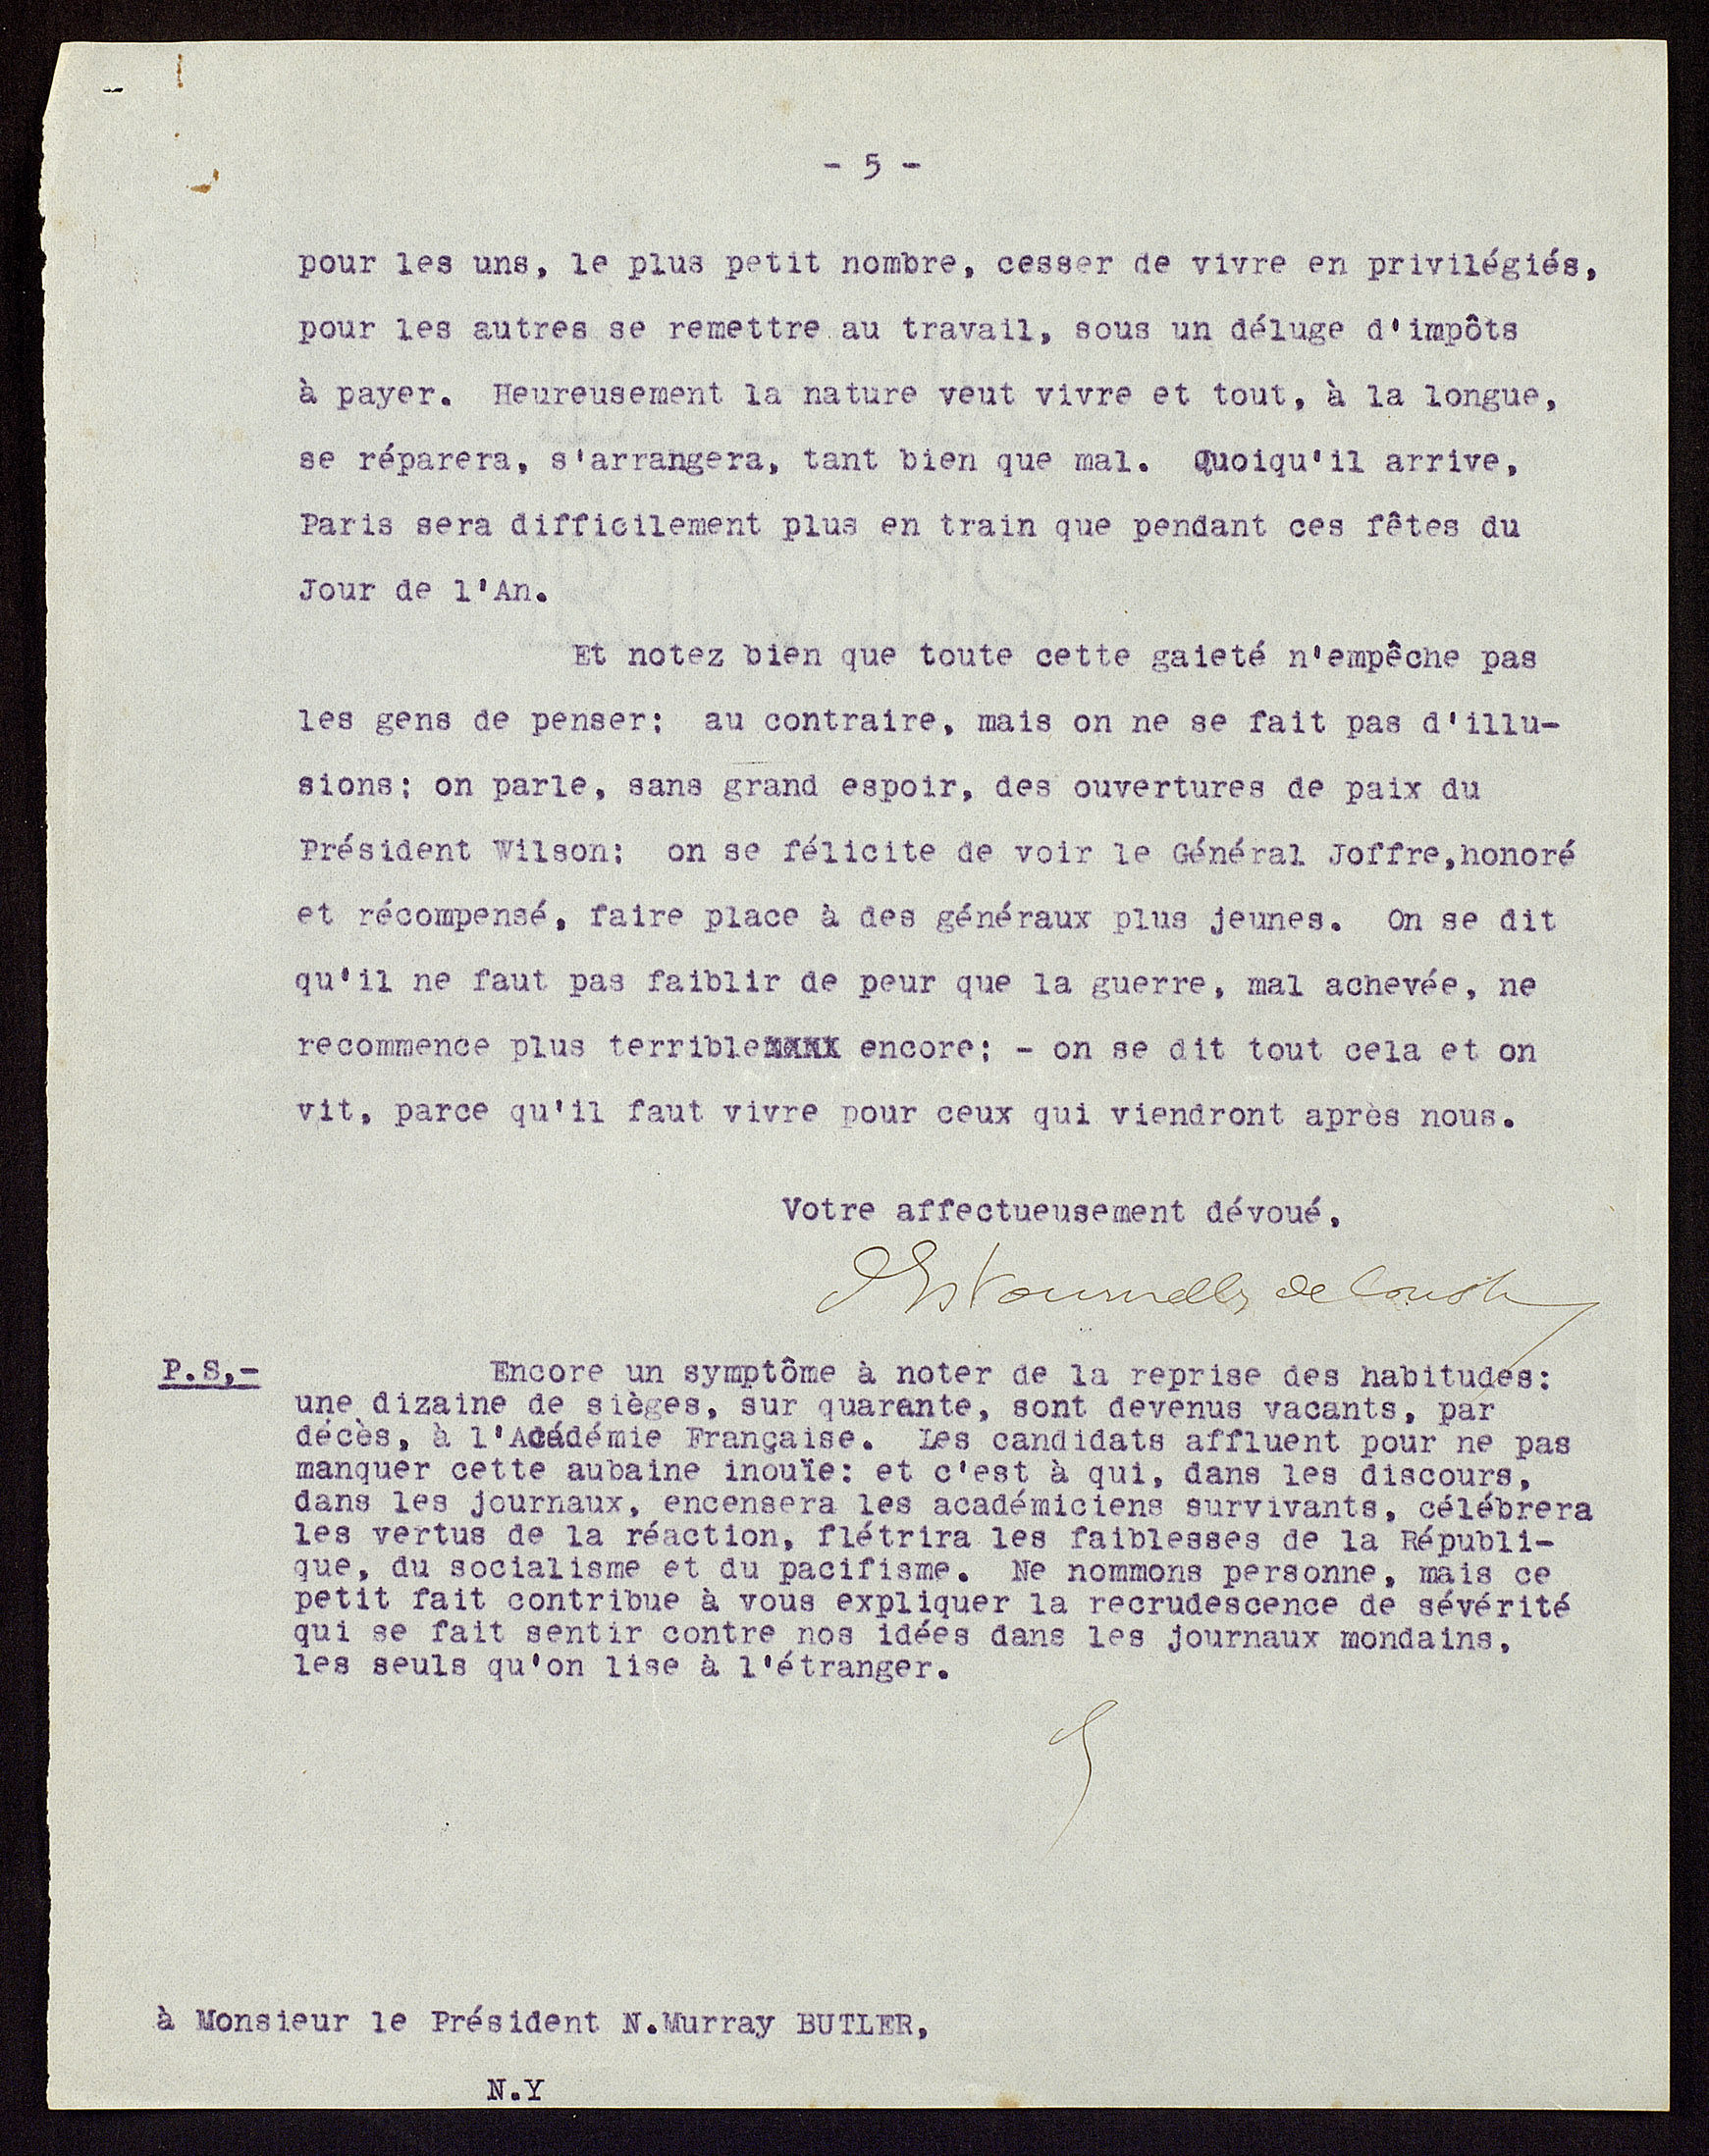 - 5 -
pour les uns, le plus petit nombre, cesser de vivre en privilégiés,
pour les autres se remettre au travail, sous un déluge d'impôts
à payer. Heureusement la nature veut vivre et tout, à la longue,
se réparera, s'arrangera, tant bien que mal. Quoiqu'il arrive,
Paris sera difficilement plus en train que pendant ces fêtes du
Jour de l'An.
Et notez bien que toute cette gaieté n'empêche pas
les gens de penser; au contraire, mais on ne se fait pas d'illu-
sions; on parle, sans grand espoir, des ouvertures de paix du
Président Wilson; on se félicite de voir le Général Joffre,honoré
et récompensé, faire place à des généraux plus jeunes. On se dit
qu'il ne faut pas faiblir de peur que la guerre, mal achevée, ne
recommence plus terrible encore; - on se dit tout cela et on
vit, parce qu'il faut vivre pour ceux qui viendront après nous.
Votre affectueusement dévoué,
d'Estournelles de Constant
P.S,- Encore un symptôme à noter de la reprise des habitudes:
une dizaine de sièges, sur quarante, sont devenus vacants, par
décès, à l'Académie Française. Les candidats affluent pour ne pas
manquer cette aubaine inouïe: et c'est à qui, dans les discours,
dans les journaux, encensera les académiciens survivants, célébrera
les vertus de la réaction, flétrira les faiblesses de la Républi-
que, du socialisme et du pacifisme. Ne nommons personne, mais ce
petit fait contribue à vous expliquer la recrudescence de sévérité
qui se fait sentir contre nos idées dans les journaux mondains,
les seuls qu'on lise à l'étranger.
à Monsieur le Président N.Murray BUTLER,
N.Y